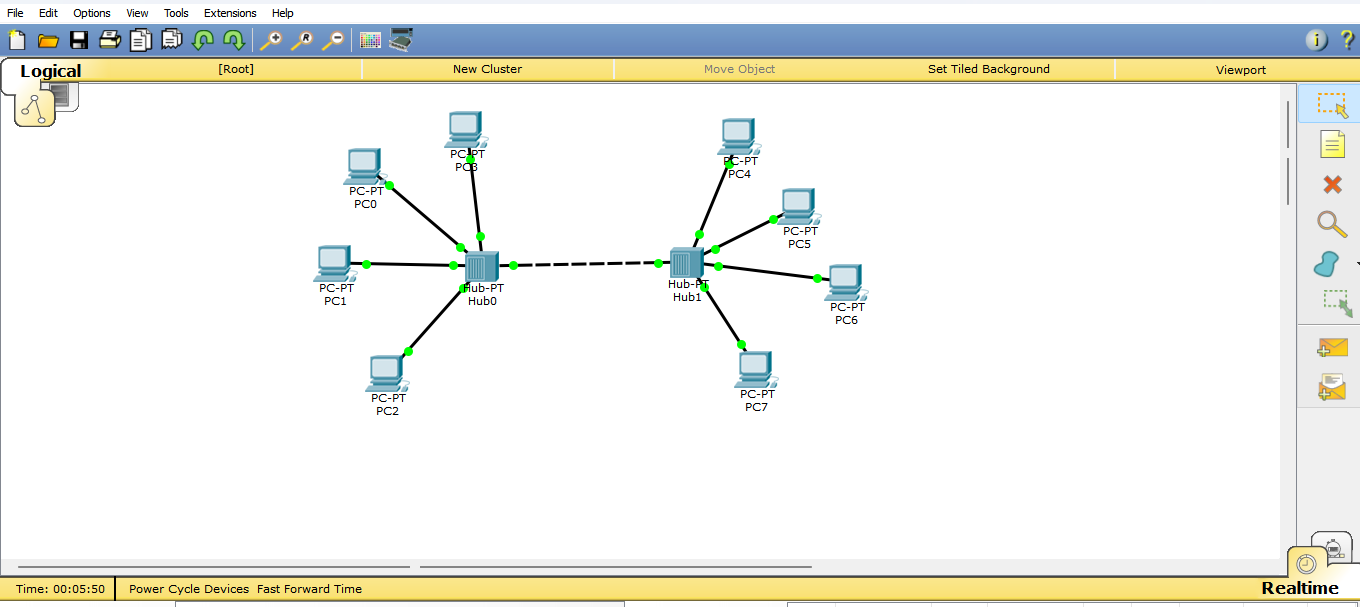 File Edit Options View Tools Extensions Help
Logical [Root] New Cluster Move Object Set Tiled Background Viewport
PC-PT
PC3
PC-PT
PC4
PC-PT
PC0
PC-PT
PC5
PC-PT
PC1
Hub-PT
Hub0
Hub-PT
Hub1
PC-PT
PC6
PC-PT
PC2
PC-PT
PC7
Time: 00:05:50 Power Cycle Devices Fast Forward Time Realtime